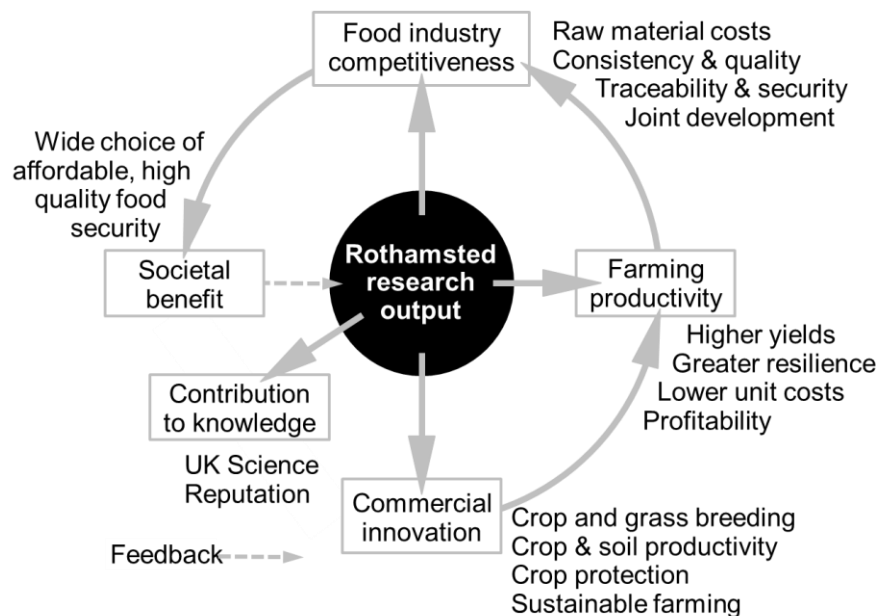 Food industry
competitiveness
Raw material costs
Consistency & quality
Traceability & security
Joint development
Wide choice of
affordable, high
quality food
security
Societal
benefit
Rothamsted
research
output
Farming
productivity
Higher yields
Greater resilience
Lower unit costs
Profitability
Contribution
to knowledge
UK Science
Reputation
Commercial
innovation
Crop and grass breeding
Crop & soil productivity
Crop protection
Sustainable farming
Feedback